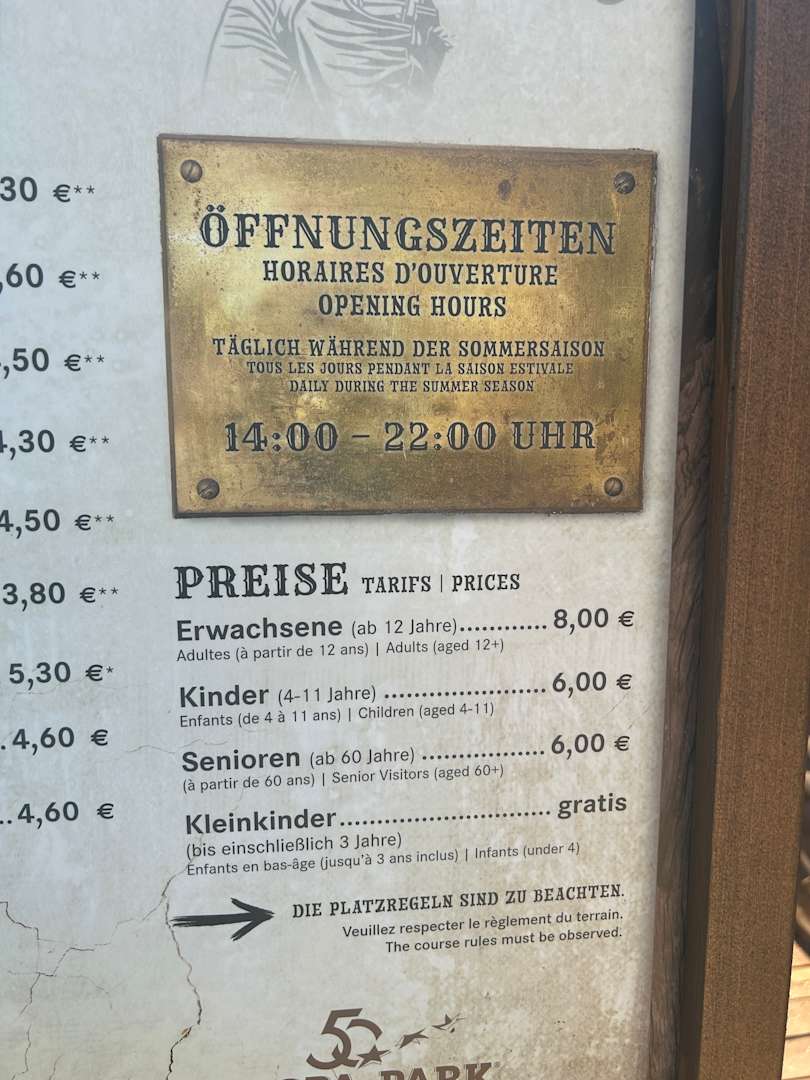 30 €**
,60 €**
,50 €**
4,30 €**
4,50 €**
3,80 €**
5,30 €*
..4,60 €
..4,60 €
ÖFFNUNGSZEITEN
HORAIRES D'OUVERTURE
OPENING HOURS
TÄGLICH WÄHREND DER SOMMERSAISON
TOUS LES JOURS PENDANT LA SAISON ESTIVALE
DAILY DURING THE SUMMER SEASON
14:00 – 22:00 UHR
PREISE TARIFS | PRICES
Erwachsene (ab 12 Jahre)............ 8,00 €
Adultes (à partir de 12 ans) | Adults (aged 12+)
Kinder (4-11 Jahre) ....................... 6,00 €
Enfants (de 4 à 11 ans) | Children (aged 4-11)
Senioren (ab 60 Jahre) ................. 6,00 €
(à partir de 60 ans) | Senior Visitors (aged 60+)
Kleinkinder.............................. gratis
(bis einschließlich 3 Jahre)
Enfants en bas-âge (jusqu'à 3 ans inclus) | Infants (under 4)
DIE PLATZREGELN SIND ZU BEACHTEN.
Veuillez respecter le règlement du terrain.
The course rules must be observed.
50
PARK